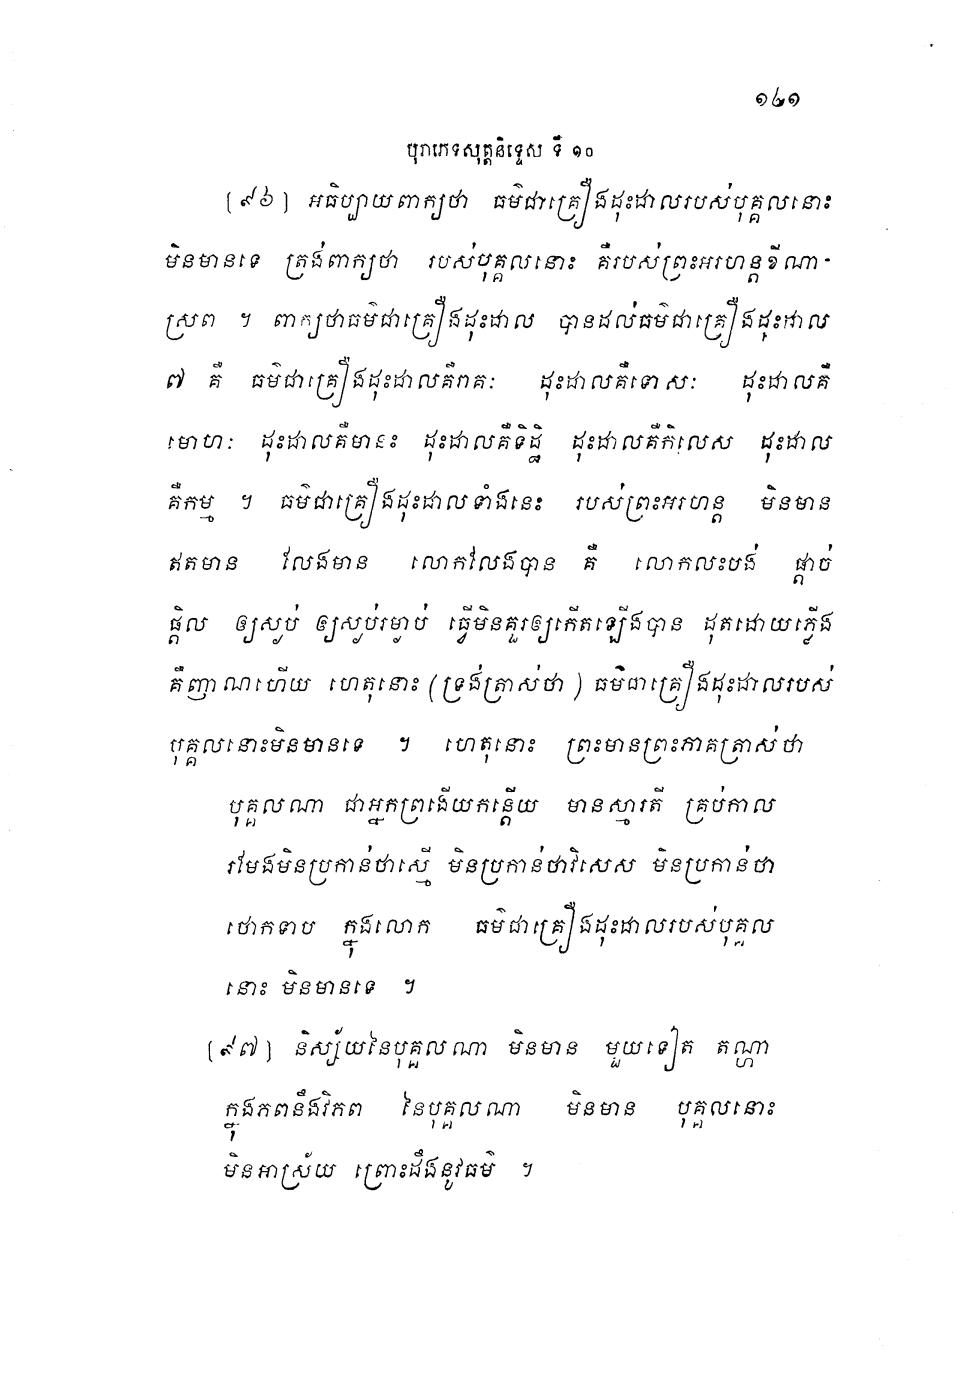 ១៤១
បុរាភេទសុត្តនិទ្ទេស ទី ១០
[៩៦] អធិប្បាយពាក្យថា ធម៌ជាគ្រឿងដុះដាលរបស់បុគ្គលនោះ
មិនមានទេ ត្រង់ពាក្យថា របស់បុគ្គលនោះ គឺរបស់ព្រះអរហន្តខីណា-
ស្រព ។ ពាក្យថាធម៌ជាគ្រឿងដុះដាល បានដល់ធម៌ជាគ្រឿងដុះដាល
៧ គឺ ធម៌ជាគ្រឿងដុះដាលគឺរាគៈ ដុះដាលគឺទោសៈ ដុះដាលគឺ
មោហៈ ដុះដាលគឺមានះ ដុះដាលគឺទិដ្ឋិ ដុះដាលគឺកិលេស ដុះដាល
គឺកម្ម ។ ធម៌ជាគ្រឿងដុះដាលទាំងនេះ របស់ព្រះអរហន្ត មិនមាន
ឥតមាន លែងមាន លោកលែងបាន គឺ លោកលះបង់ ផ្តាច់
ផ្តិល ឲ្យស្ងប់ ឲ្យស្ងប់រម្ងាប់ ធ្វើមិនគួរឲ្យកើតឡើងបាន ដុតដោយភ្លើង
គឺញាណហើយ ហេតុនោះ (ទ្រង់ត្រាស់ថា) ធម៌ជាគ្រឿងដុះដាលរបស់
បុគ្គលនោះមិនមានទេ ។ ហេតុនោះ ព្រះមានព្រះភាគត្រាស់ថា
បុគ្គលណា ជាអ្នកព្រងើយកន្តើយ មានស្មារតី គ្រប់កាល
រមែងមិនប្រកាន់ថាស្មើ មិនប្រកាន់ថាវិសេស មិនប្រកាន់ថា
ថោកទាប ក្នុងលោក ធម៌ជាគ្រឿងដុះដាលរបស់បុគ្គល
នោះ មិនមានទេ ។
[៩៧] និស្ស័យនៃបុគ្គលណា មិនមាន មួយទៀត តណ្ហា
ក្នុងភពនឹងវិភព នៃបុគ្គលណា មិនមាន បុគ្គលនោះ
មិនអាស្រ័យ ព្រោះដឹងនូវធម៌ ។